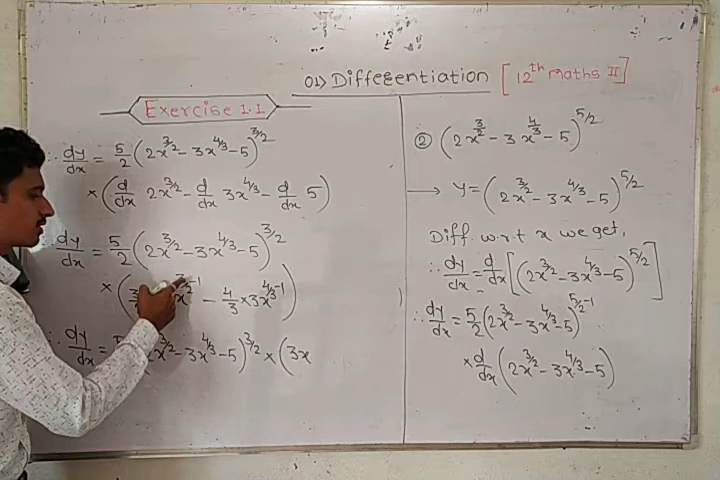 01) Differentiation [12th Maths II]
Exercise 1.1
② (2x^{3/2} - 3x^{4/3} - 5)^{5/2}
→ y = (2x^{3/2} - 3x^{4/3} - 5)^{5/2}
Diff. w.r.t x we get,
∴ dy/dx = d/dx [(2x^{3/2} - 3x^{4/3} - 5)^{5/2}]
∴ dy/dx = 5/2 (2x^{3/2} - 3x^{4/3} - 5)^{5/2 - 1}
× d/dx (2x^{3/2} - 3x^{4/3} - 5)
∴ dy/dx = 5/2 (2x^{3/2} - 3x^{4/3} - 5)^{3/2}
× (d/dx 2x^{3/2} - d/dx 3x^{4/3} - d/dx 5)
∴ dy/dx = 5/2 (2x^{3/2} - 3x^{4/3} - 5)^{3/2}
× ( x^{3/2 - 1} - 4/3 × 3x^{4/3 - 1})
∴ dy/dx = x^{3/2} - 3x^{4/3} - 5)^{3/2} × (3x